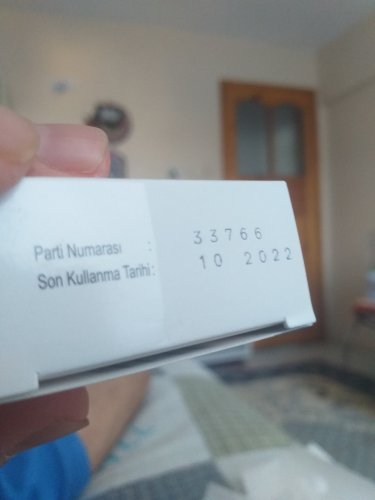 Parti Numarası : 33766
Son Kullanma Tarihi : 10 2022